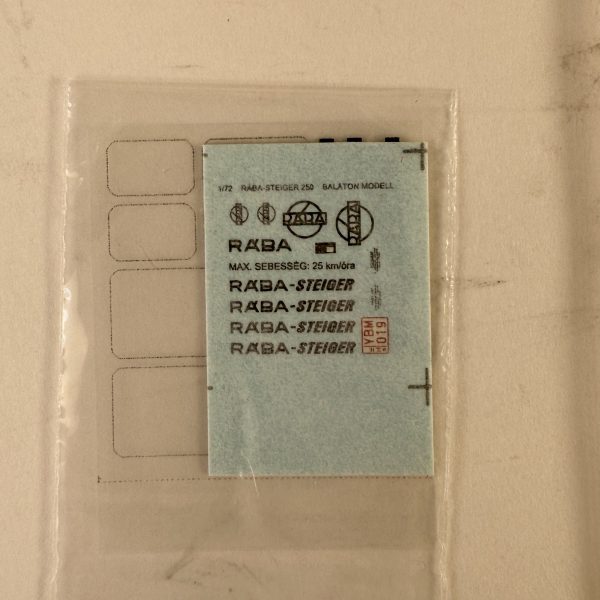 1/72 RÁBA-STEIGER 250 BALATON MODELL
RÁBA
RÁBA
RÁBA
MAX. SEBESSÉG: 25 km/óra
RÁBA-STEIGER
RÁBA-STEIGER
RÁBA-STEIGER
RÁBA-STEIGER
YBM
019